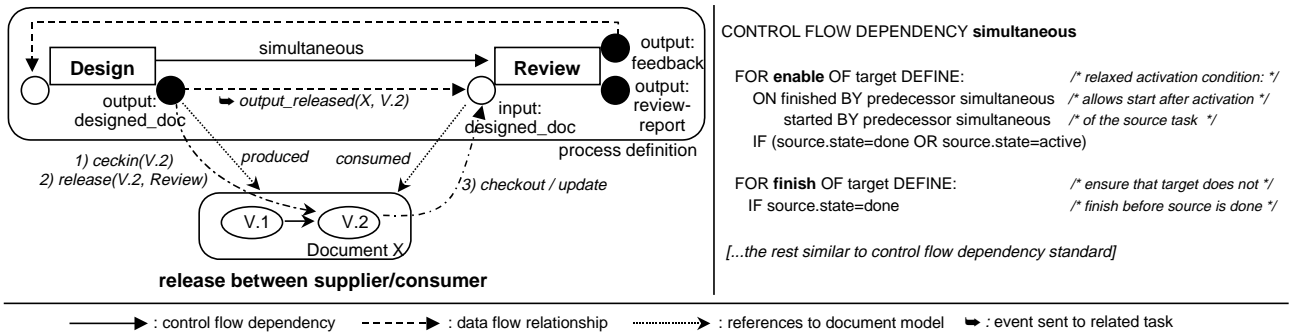 simultaneous
Design
Review
output:
feedback
output:
designed_doc
output_released(X, V.2)
input:
designed_doc
output:
review-
report
process definition
1) ceckin(V.2)
2) release(V.2, Review)
produced
consumed
3) checkout / update
V.1
V.2
Document X
release between supplier/consumer
CONTROL FLOW DEPENDENCY simultaneous
FOR enable OF target DEFINE: /* relaxed activation condition: */
ON finished BY predecessor simultaneous /* allows start after activation */
started BY predecessor simultaneous /* of the source task */
IF (source.state=done OR source.state=active)
FOR finish OF target DEFINE: /* ensure that target does not */
IF source.state=done /* finish before source is done */
[...the rest similar to control flow dependency standard]
: control flow dependency : data flow relationship : references to document model : event sent to related task